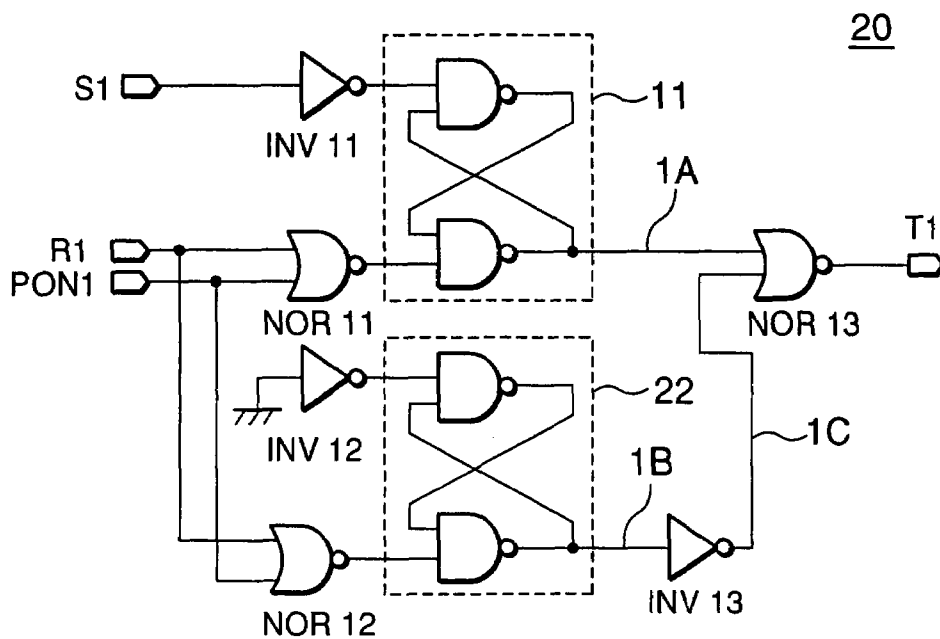 20
S1
INV 11
11
1A
T1
R1
PON1
NOR 11
NOR 13
22
INV 12
1B
1C
NOR 12
INV 13